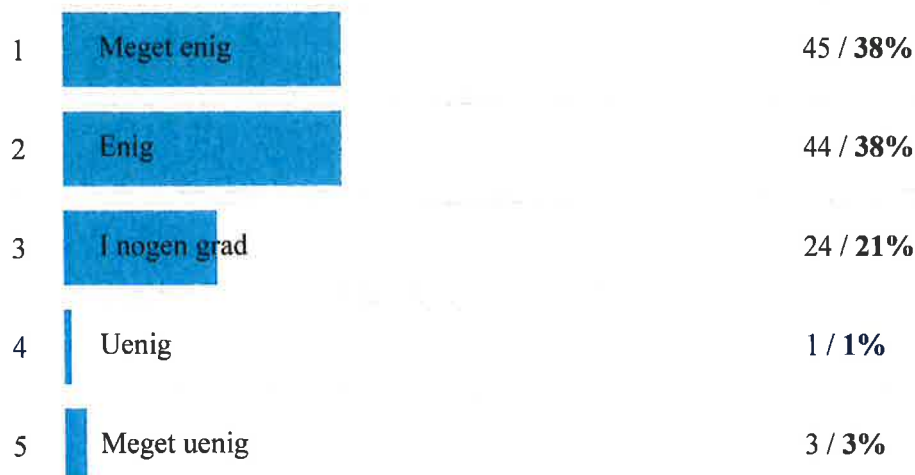 1 Meget enig 45 / 38%
2 Enig 44 / 38%
3 I nogen grad 24 / 21%
4 Uenig 1 / 1%
5 Meget uenig 3 / 3%